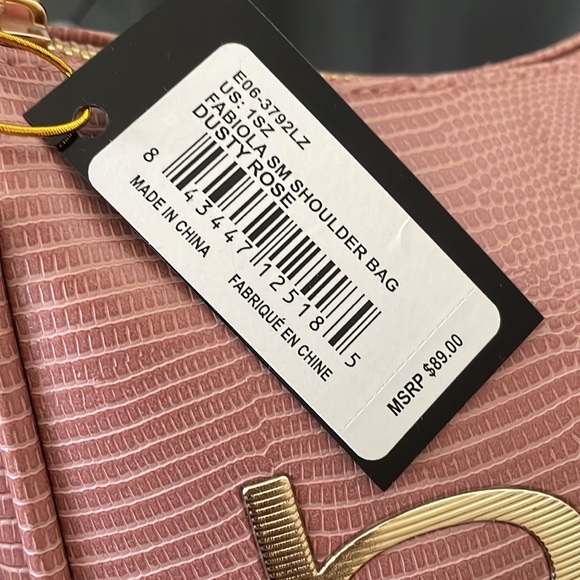 E06-3792LZ
US: 1SZ
FABIOLA SM SHOULDER BAG
DUSTY ROSE
8 43447 12518 5
MADE IN CHINA
FABRIQUÉ EN CHINE
MSRP $89.00